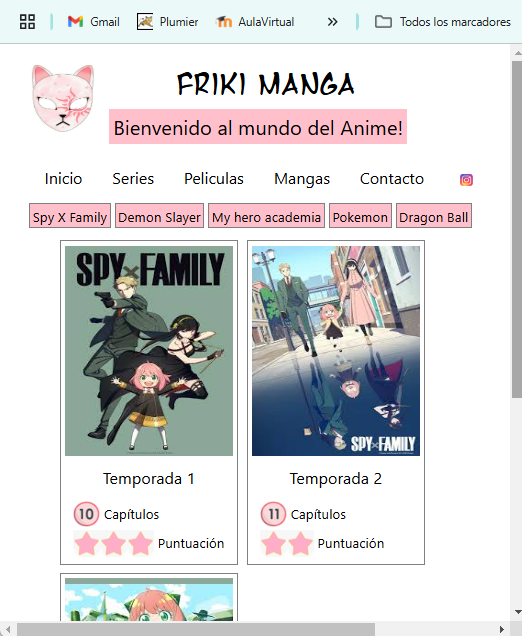 Gmail Plumier AulaVirtual » Todos los marcadores
FRIKI MANGA
Bienvenido al mundo del Anime!
Inicio Series Peliculas Mangas Contacto
Spy X Family Demon Slayer My hero academia Pokemon Dragon Ball
SPY×FAMILY
SPY×FAMILY
Temporada 1 Temporada 2
10 Capítulos 11 Capítulos
Puntuación Puntuación